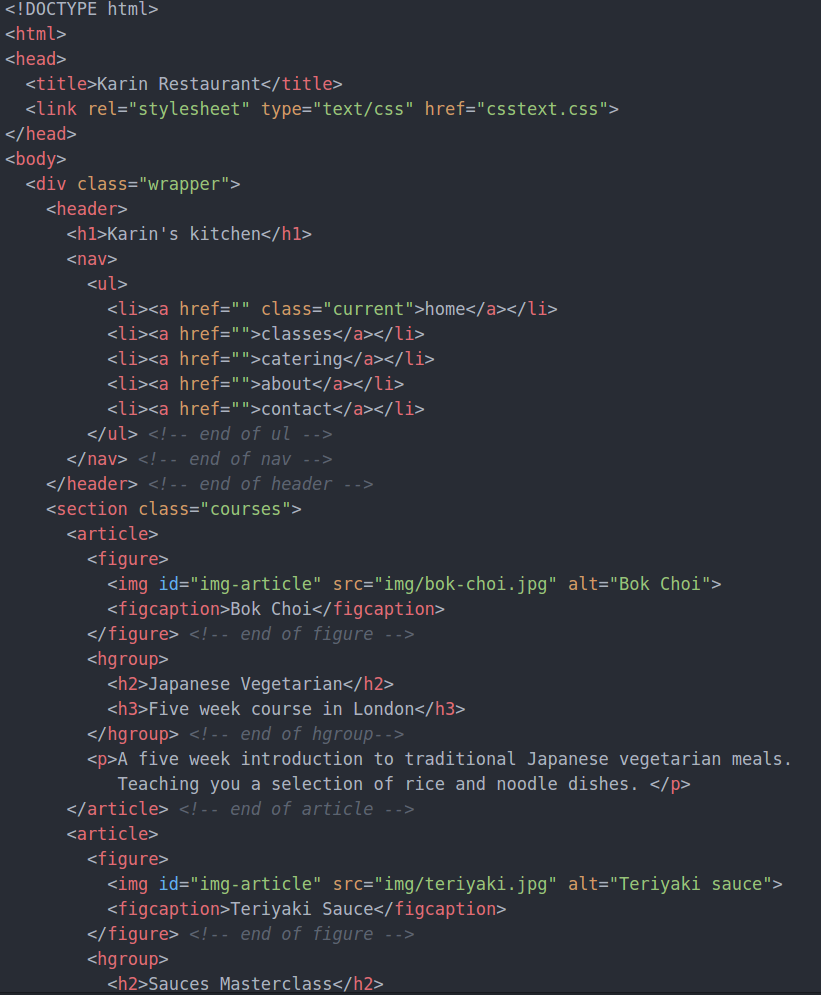 <!DOCTYPE html>
<html>
<head>
  <title>Karin Restaurant</title>
  <link rel="stylesheet" type="text/css" href="csstext.css">
</head>
<body>
  <div class="wrapper">
    <header>
      <h1>Karin's kitchen</h1>
      <nav>
        <ul>
          <li><a href="" class="current">home</a></li>
          <li><a href="">classes</a></li>
          <li><a href="">catering</a></li>
          <li><a href="">about</a></li>
          <li><a href="">contact</a></li>
        </ul> <!-- end of ul -->
      </nav> <!-- end of nav -->
    </header> <!-- end of header -->
    <section class="courses">
      <article>
        <figure>
          <img id="img-article" src="img/bok-choi.jpg" alt="Bok Choi">
          <figcaption>Bok Choi</figcaption>
        </figure> <!-- end of figure -->
        <hgroup>
          <h2>Japanese Vegetarian</h2>
          <h3>Five week course in London</h3>
        </hgroup> <!-- end of hgroup-->
        <p>A five week introduction to traditional Japanese vegetarian meals.
           Teaching you a selection of rice and noodle dishes. </p>
      </article> <!-- end of article -->
      <article>
        <figure>
          <img id="img-article" src="img/teriyaki.jpg" alt="Teriyaki sauce">
          <figcaption>Teriyaki Sauce</figcaption>
        </figure> <!-- end of figure -->
        <hgroup>
          <h2>Sauces Masterclass</h2>